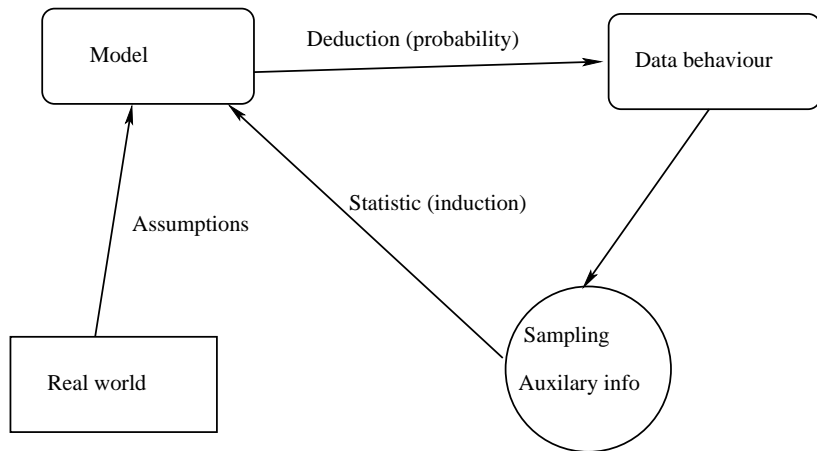 Deduction (probability)
Model
Data behaviour
Statistic (induction)
Assumptions
Sampling
Real world
Auxilary info